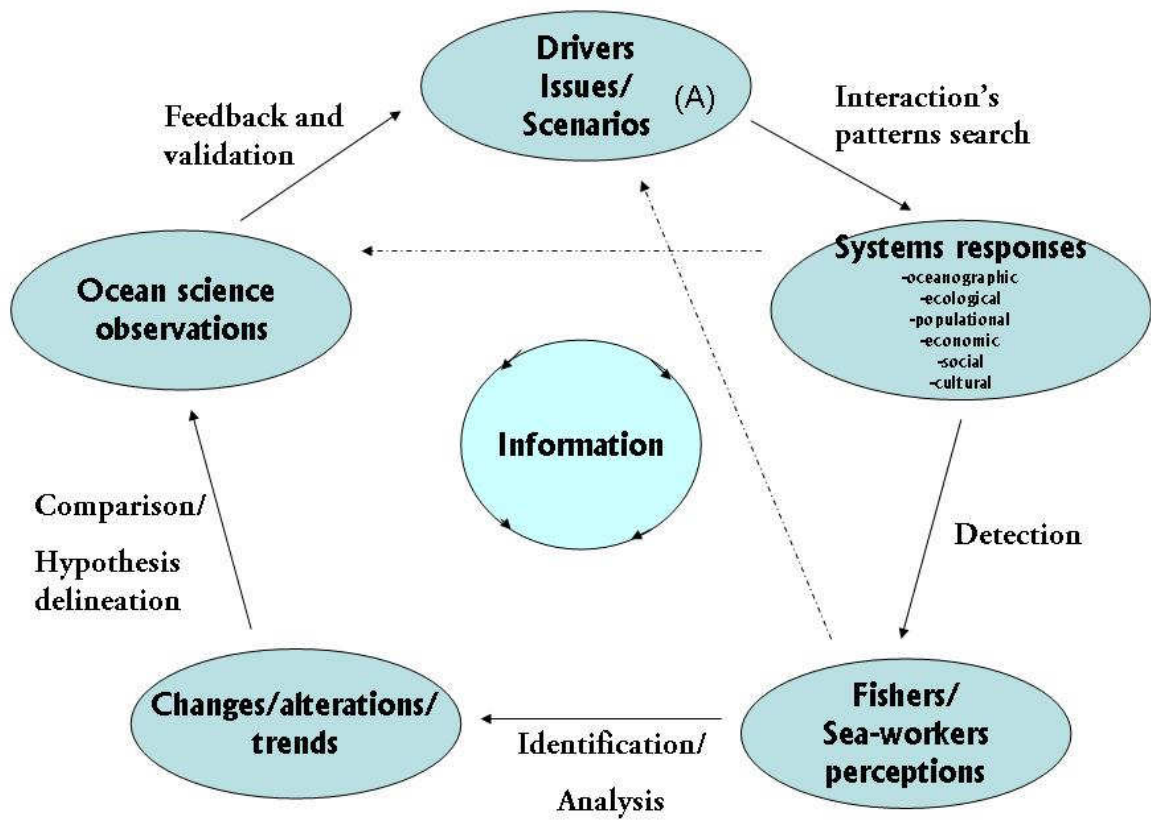 Drivers
Issues/
Scenarios
(A)
Interaction's
patterns search
Feedback and
validation
Systems responses
-oceanographic
-ecological
-populational
-economic
-social
-cultural
Ocean science
observations
Information
Comparison/
Hypothesis
delineation
Detection
Changes/alterations/
trends
Identification/
Analysis
Fishers/
Sea-workers
perceptions